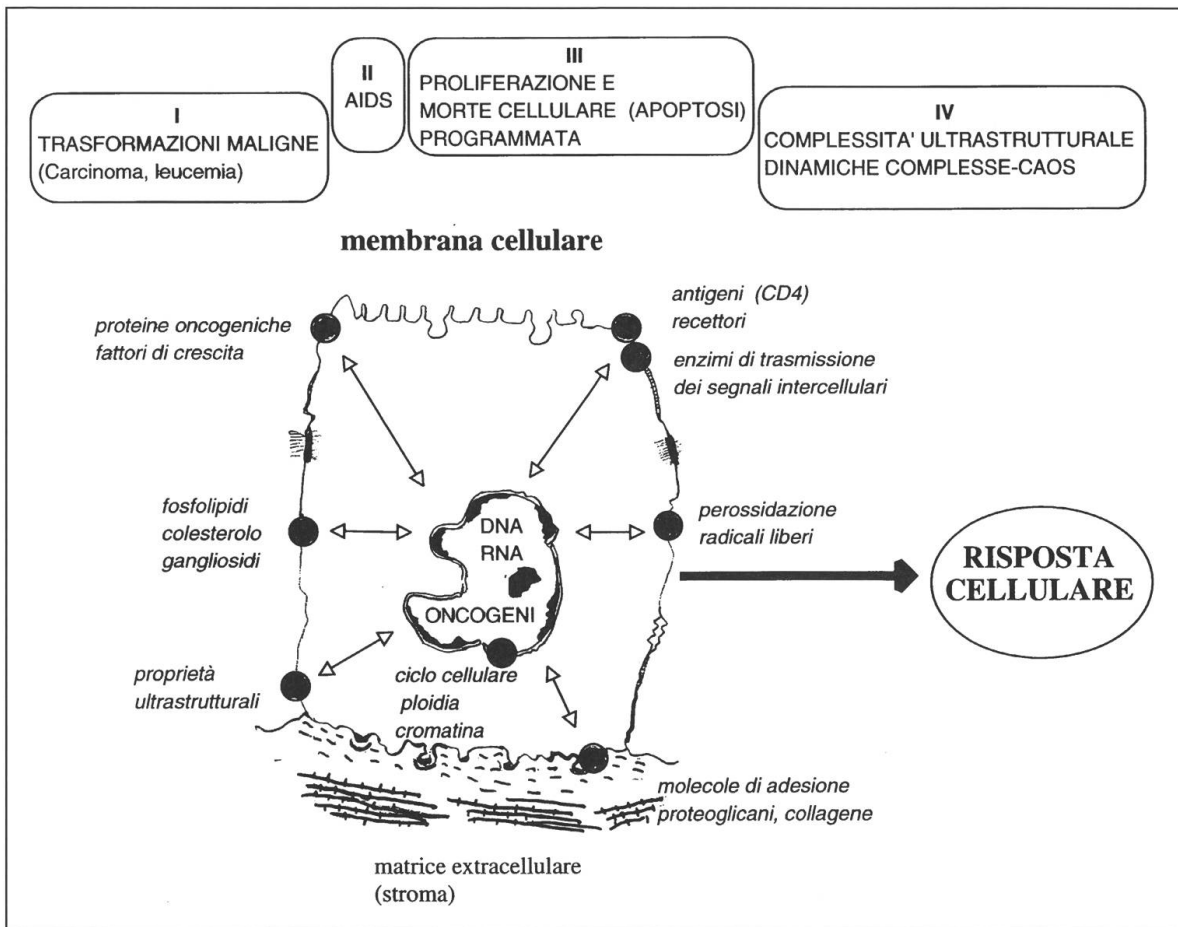 I
TRASFORMAZIONI MALIGNE
(Carcinoma, leucemia)
II
AIDS
III
PROLIFERAZIONE E
MORTE CELLULARE (APOPTOSI)
PROGRAMMATA
IV
COMPLESSITA' ULTRASTRUTTURALE
DINAMICHE COMPLESSE-CAOS
membrana cellulare
proteine oncogeniche
fattori di crescita
antigeni (CD4)
recettori
enzimi di trasmissione
dei segnali intercellulari
fosfolipidi
colesterolo
gangliosidi
DNA
RNA
ONCOGENI
perossidazione
radicali liberi
RISPOSTA
CELLULARE
proprietà
ultrastrutturali
ciclo cellulare
ploidia
cromatina
molecole di adesione
proteoglicani, collagene
matrice extracellulare
(stroma)